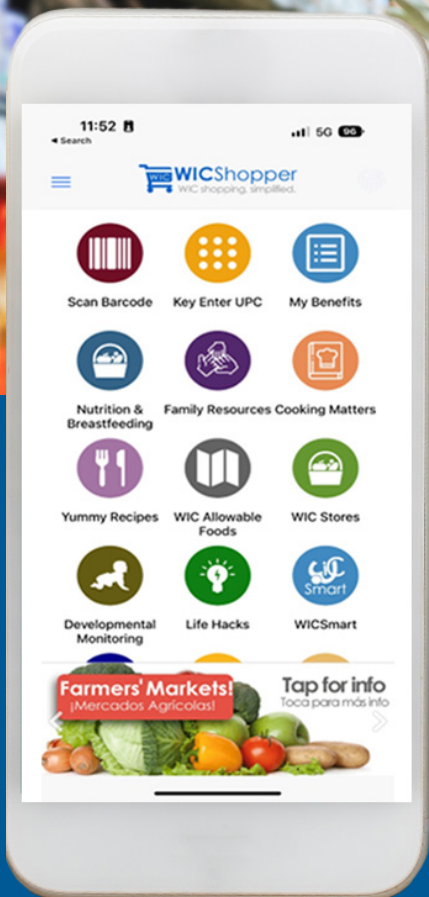 11:52
5G 96
Search
WIC WICShopper
WIC shopping. simplified.
Scan Barcode
Key Enter UPC
My Benefits
Nutrition &
Breastfeeding
Family Resources
Cooking Matters
Yummy Recipes
WIC Allowable
Foods
WIC Stores
WIC
Smart
Developmental
Monitoring
Life Hacks
WICSmart
Farmers' Markets!
¡Mercados Agrícolas!
Tap for info
Toca para más info